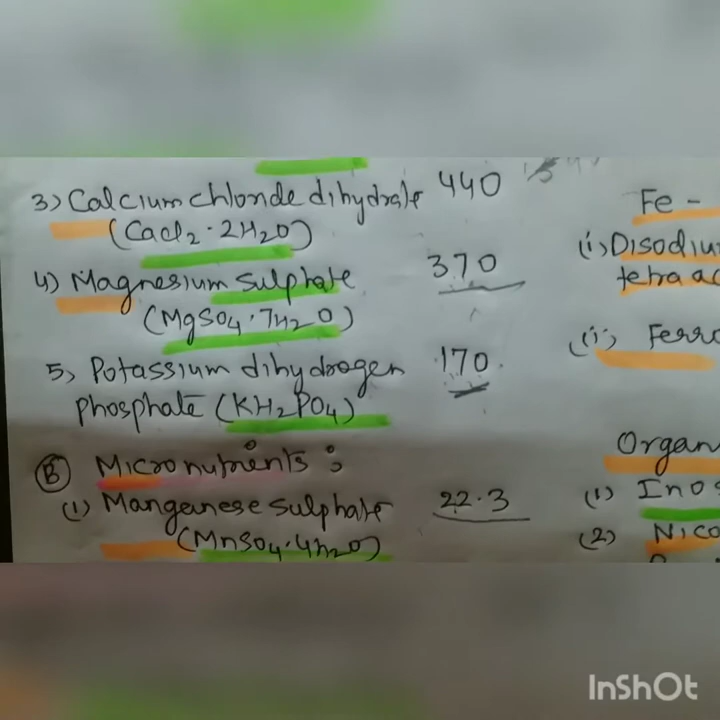 3) Calcium chloride dihydrate 440
(CaCl2·2H2O)
4) Magnesium sulphate 370
(MgSO4·7H2O)
5) Potassium dihydrogen 170
phosphate (KH2PO4)
(B) Micronutrients :
(1) Manganese sulphate 22.3
(MnSO4·4H2O)
Fe -
(i) Disodiu
tetra ac
(ii) Ferro
Organ
(1) Inos
(2) Nico
InShOt